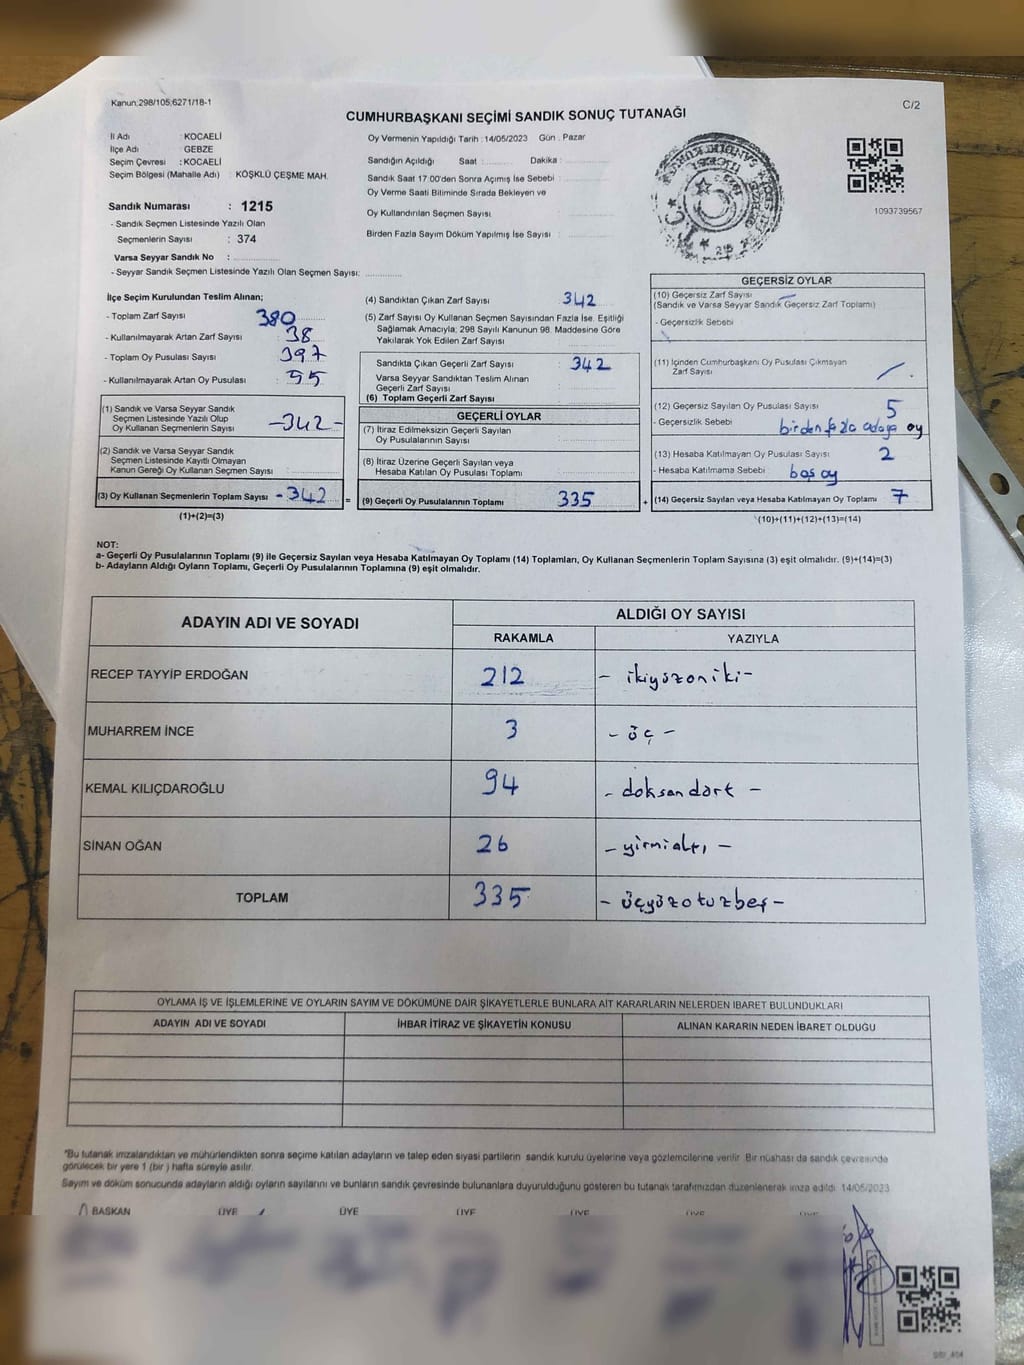 Kanun;298/105;6271/18-1
C/2
CUMHURBAŞKANI SEÇİMİ SANDIK SONUÇ TUTANAĞI
İl Adı : KOCAELİ
İlçe Adı : GEBZE
Seçim Çevresi : KOCAELİ
Seçim Bölgesi (Mahalle Adı) : KÖŞKLÜ ÇEŞME MAH.
Sandık Numarası : 1215
- Sandık Seçmen Listesinde Yazılı Olan
Seçmenlerin Sayısı : 374
Varsa Seyyar Sandık No :
- Seyyar Sandık Seçmen Listesinde Yazılı Olan Seçmen Sayısı:
Oy Vermenin Yapıldığı Tarih : 14/05/2023 Gün : Pazar
Sandığın Açıldığı Saat : Dakika :
Sandık Saat 17.00'den Sonra Açımış İse Sebebi :
Oy Verme Saati Bitiminde Sırada Bekleyen ve
Oy Kullandırılan Seçmen Sayısı :
Birden Fazla Sayım Döküm Yapılmış İse Sayısı :
1093739567
İlçe Seçim Kurulundan Teslim Alınan;
- Toplam Zarf Sayısı : 380
- Kullanılmayarak Artan Zarf Sayısı : 38
- Toplam Oy Pusulası Sayısı : 397
- Kullanılmayarak Artan Oy Pusulası : 55
(1) Sandık ve Varsa Seyyar Sandık
Seçmen Listesinde Yazılı Olup
Oy Kullanan Seçmenlerin Sayısı : -342-
(2) Sandık ve Varsa Seyyar Sandık
Seçmen Listesinde Kayıtlı Olmayan
Kanun Gereği Oy Kullanan Seçmen Sayısı :
(3) Oy Kullanan Seçmenlerin Toplam Sayısı - 342 - =
(1)+(2)=(3)
(4) Sandıktan Çıkan Zarf Sayısı : 342
(5) Zarf Sayısı Oy Kullanan Seçmen Sayısından Fazla İse, Eşitliği
Sağlamak Amacıyla; 298 Sayılı Kanunun 98. Maddesine Göre
Yakılarak Yok Edilen Zarf Sayısı :
Sandıkta Çıkan Geçerli Zarf Sayısı : 342
Varsa Seyyar Sandıktan Teslim Alınan
Geçerli Zarf Sayısı :
(6) Toplam Geçerli Zarf Sayısı :
GEÇERLİ OYLAR
(7) İtiraz Edilmeksizin Geçerli Sayılan
Oy Pusulalarının Sayısı :
(8) İtiraz Üzerine Geçerli Sayılan veya
Hesaba Katılan Oy Pusulası Toplamı :
(9) Geçerli Oy Pusulalarının Toplamı : 335 +
GEÇERSİZ OYLAR
(10) Geçersiz Zarf Sayısı
(Sandık ve Varsa Seyyar Sandık Geçersiz Zarf Toplamı)
- Geçersizlik Sebebi
(11) İçinden Cumhurbaşkanı Oy Pusulası Çıkmayan
Zarf Sayısı
(12) Geçersiz Sayılan Oy Pusulası Sayısı : 5
- Geçersizlik Sebebi : birden fazla adaya oy
(13) Hesaba Katılmayan Oy Pusulası Sayısı : 2
- Hesaba Katılmama Sebebi : boş oy
(14) Geçersiz Sayılan veya Hesaba Katılmayan Oy Toplamı : 7
(10)+(11)+(12)+(13)=(14)
NOT:
a- Geçerli Oy Pusulalarının Toplamı (9) ile Geçersiz Sayılan veya Hesaba Katılmayan Oy Toplamı (14) Toplamları, Oy Kullanan Seçmenlerin Toplam Sayısına (3) eşit olmalıdır. (9)+(14)=(3)
b- Adayların Aldığı Oyların Toplamı, Geçerli Oy Pusulalarının Toplamına (9) eşit olmalıdır.
ADAYIN ADI VE SOYADI ALDIĞI OY SAYISI
RAKAMLA YAZIYLA
RECEP TAYYİP ERDOĞAN 212 - ikiyüzoniki-
MUHARREM İNCE 3 - üç -
KEMAL KILIÇDAROĞLU 94 - doksandört -
SİNAN OĞAN 26 - yirmialtı -
TOPLAM 335 - üçyüzotuzbeş -
OYLAMA İŞ VE İŞLEMLERİNE VE OYLARIN SAYIM VE DÖKÜMÜNE DAİR ŞİKAYETLERLE BUNLARA AİT KARARLARIN NELERDEN İBARET BULUNDUKLARI
ADAYIN ADI VE SOYADI İHBAR İTİRAZ VE ŞİKAYETİN KONUSU ALINAN KARARIN NEDEN İBARET OLDUĞU
*Bu tutanak imzalandıktan ve mühürlendikten sonra seçime katılan adayların ve talep eden siyasi partilerin sandık kurulu üyelerine veya gözlemcilerine verilir. Bir nüshası da sandık çevresinde
görülecek bir yere 1 (bir ) hafta süreyle asılır.
Sayım ve döküm sonucunda adayların aldığı oyların sayılarını ve bunların sandık çevresinde bulunanlara duyurulduğunu gösteren bu tutanak tarafımızdan düzenlenerek imza edildi. 14/05/2023
BAŞKAN ÜYE ÜYE ÜYE ÜYE ÜYE ÜYE